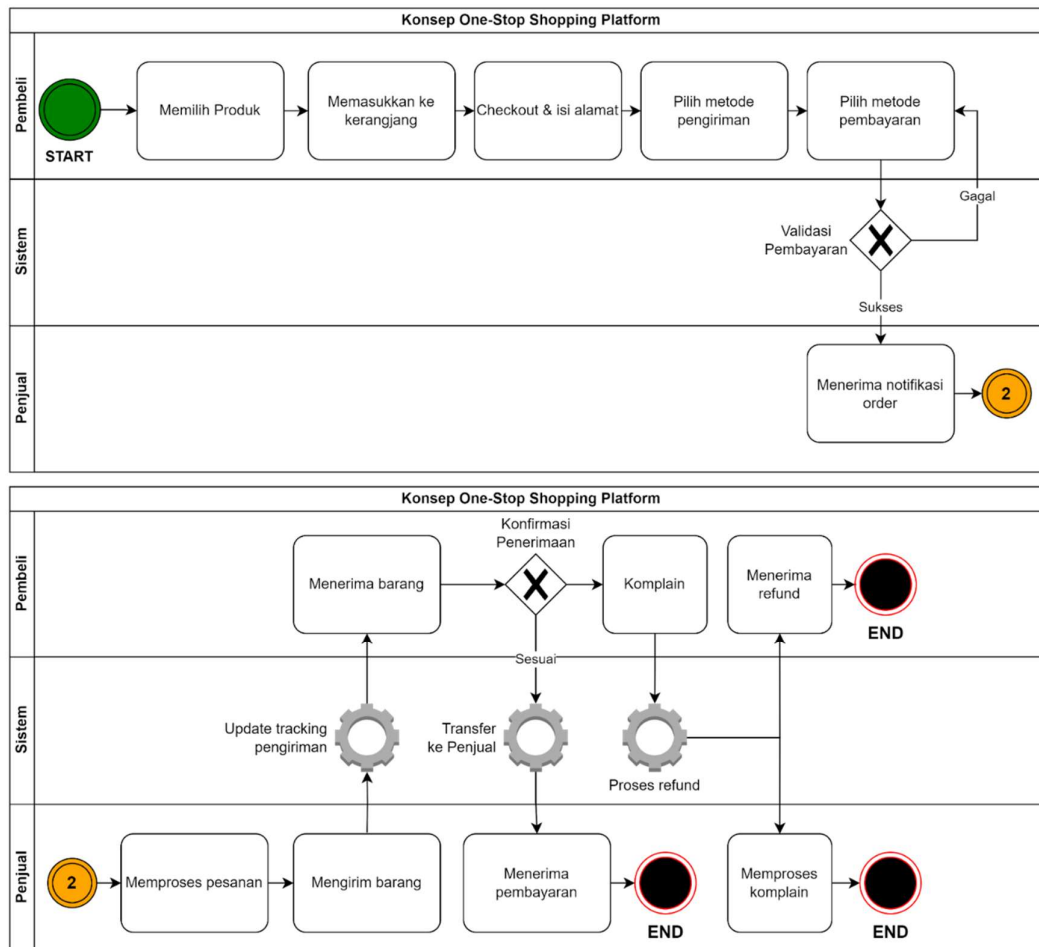 Konsep One-Stop Shopping Platform
Pembeli
START
Memilih Produk
Memasukkan ke
kerangjang
Checkout & isi alamat
Pilih metode
pengiriman
Pilih metode
pembayaran
Gagal
Sistem
Validasi
Pembayaran
Sukses
Penjual
Menerima notifikasi
order
2
Konsep One-Stop Shopping Platform
Pembeli
Menerima barang
Konfirmasi
Penerimaan
Komplain
Menerima
refund
END
Sesuai
Sistem
Update tracking
pengiriman
Transfer
ke Penjual
Proses refund
Penjual
2
Memproses pesanan
Mengirim barang
Menerima
pembayaran
END
Memproses
komplain
END